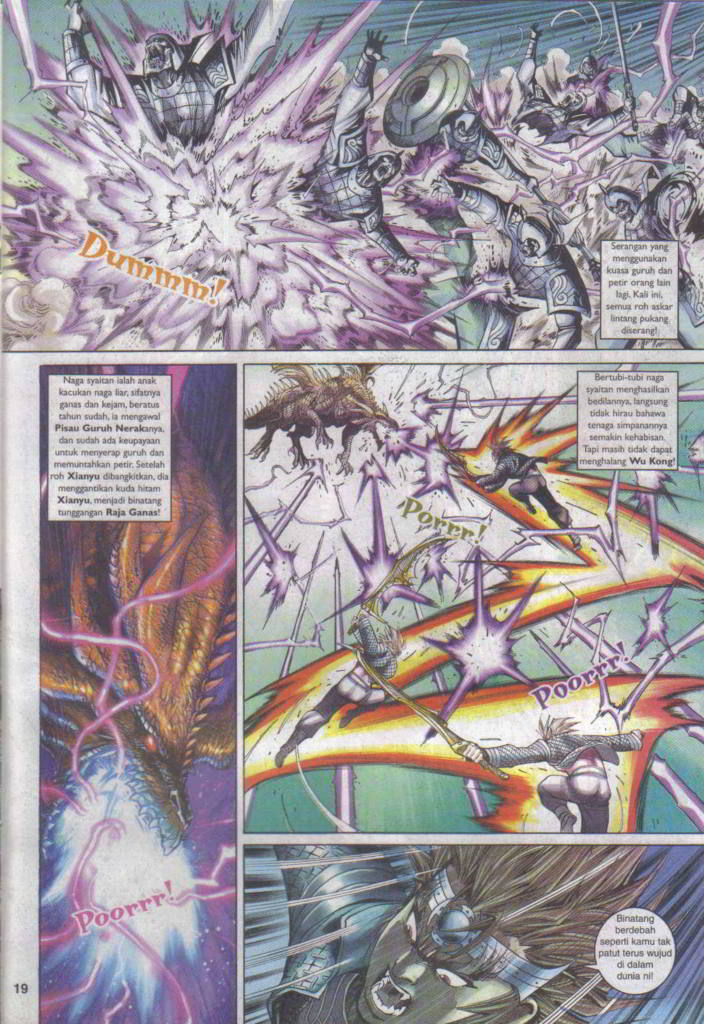 Dummm!
Serangan yang
menggunakan
kuasa guruh dan
petir orang lain
lagi. Kali ini,
semua roh askar
lintang pukang
diserang!
Naga syaitan ialah anak
kacukan naga liar, sifatnya
ganas dan kejam, beratus
tahun sudah, ia mengawal
Pisau Guruh Nerakanya,
dan sudah ada keupayaan
untuk menyerap guruh dan
memuntahkan petir. Setelah
roh Xianyu dibangkitkan, dia
menggantikan kuda hitam
Xianyu, menjadi binatang
tunggangan Raja Ganas!
Poorrr!
Bertubi-tubi naga
syaitan menghasilkan
bedilannya, langsung
tidak hirau bahawa
tenaga simpanannya
semakin kehabisan.
Tapi masih tidak dapat
menghalang Wu Kong!
Porrr!
Poorrr!
Binatang
berdebah
seperti kamu tak
patut terus wujud
di dalam
dunia ni!
19